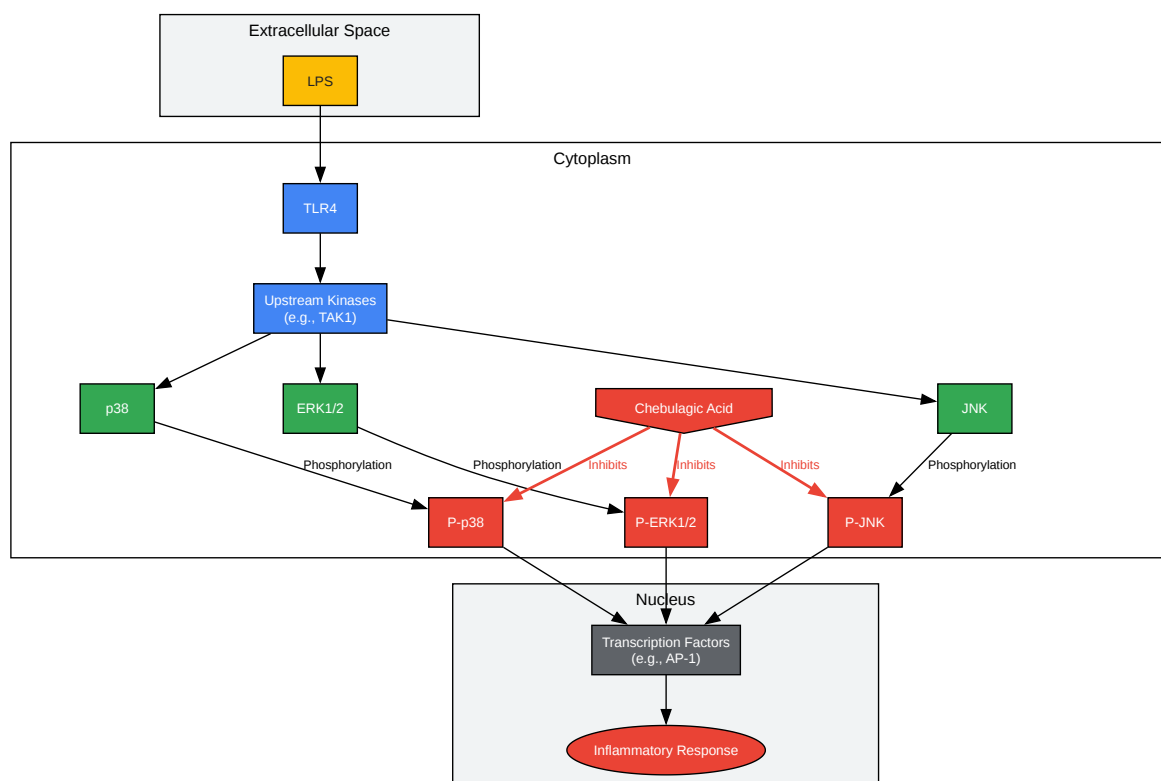 Extracellular Space
LPS
Cytoplasm
TLR4
Upstream Kinases
(e.g., TAK1)
p38
ERK1/2
Chebulagic Acid
JNK
Phosphorylation
Phosphorylation
Inhibits
Inhibits
Inhibits
Phosphorylation
P-p38
P-ERK1/2
P-JNK
Nucleus
Transcription Factors
(e.g., AP-1)
Inflammatory Response